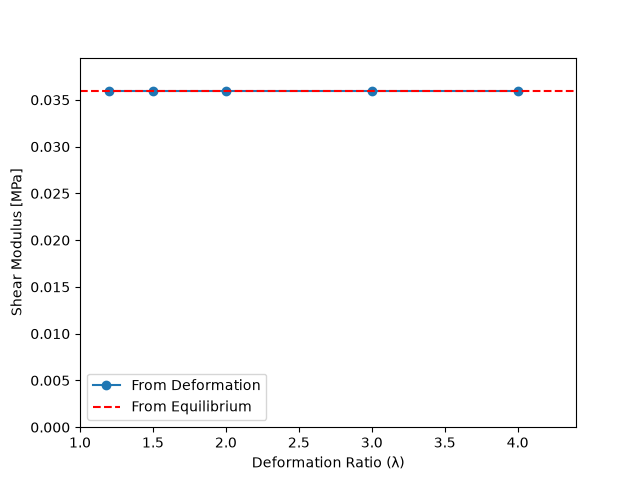 0.035
0.030
0.025
0.020
0.015
0.010
0.005
0.000
Shear Modulus [MPa]
From Deformation
From Equilibrium
1.0 1.5 2.0 2.5 3.0 3.5 4.0
Deformation Ratio (λ)